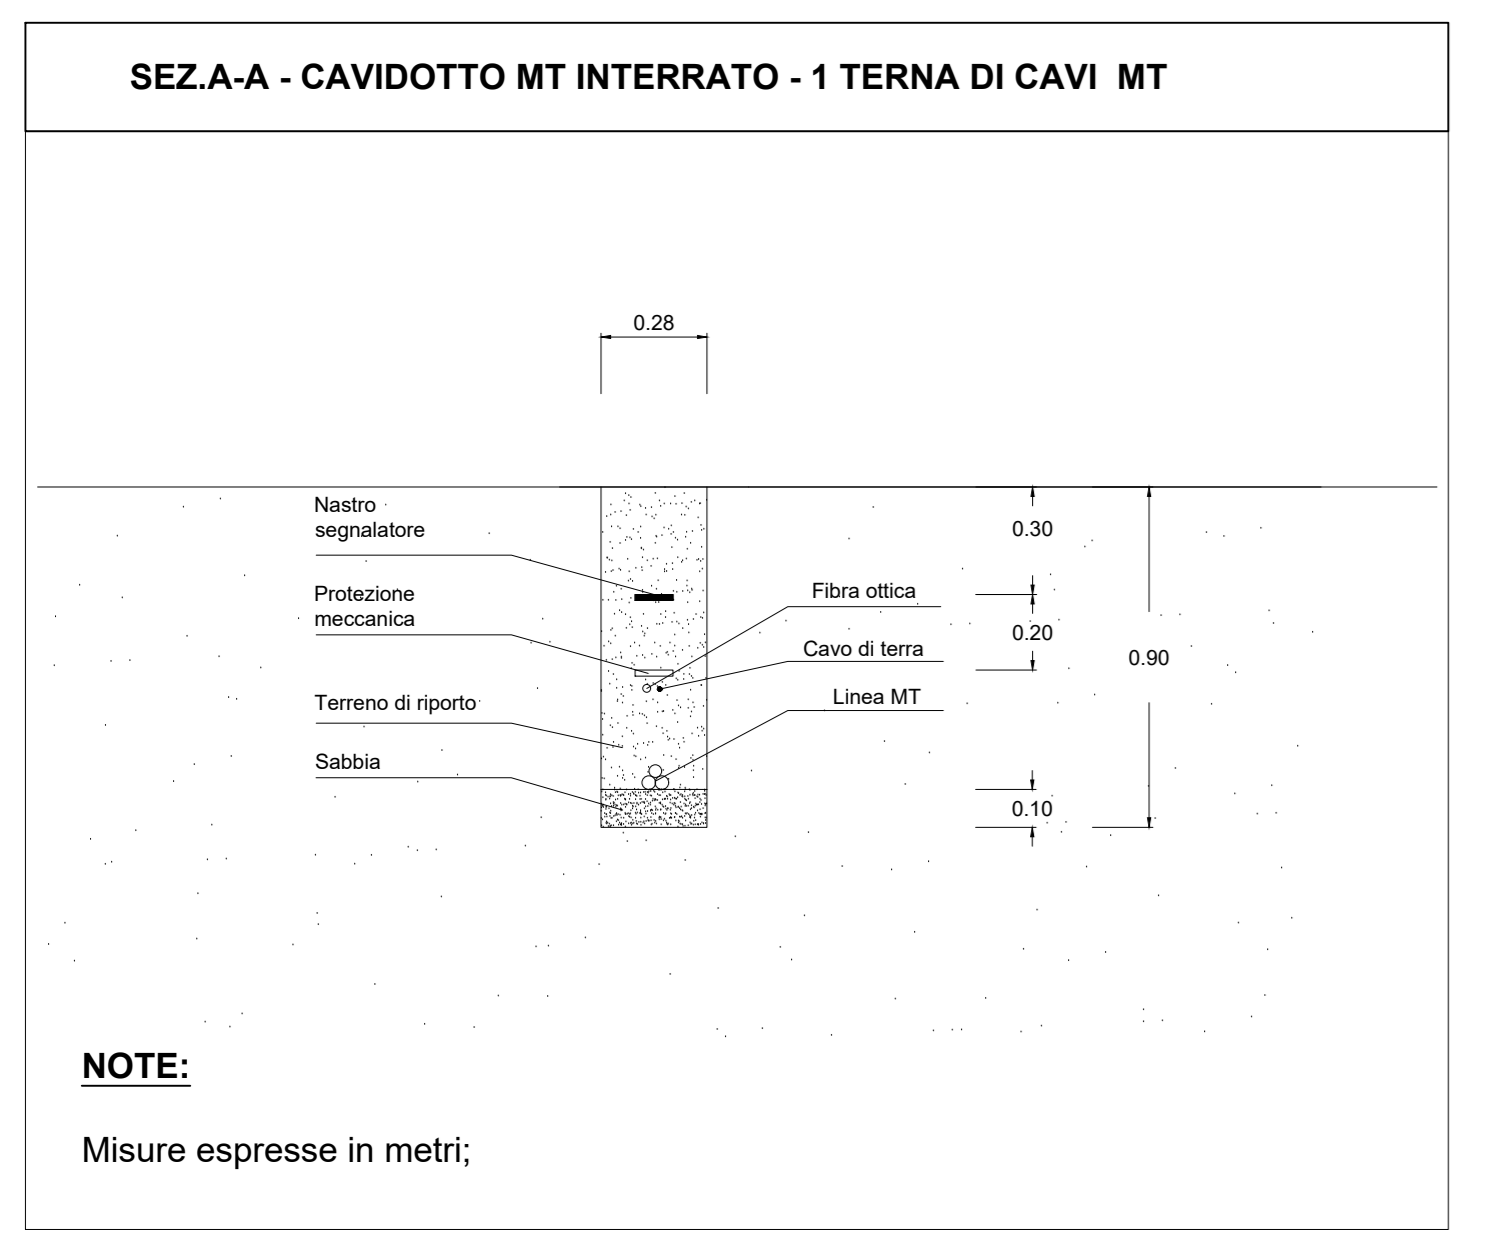 SEZ.A-A - CAVIDOTTO MT INTERRATO - 1 TERNA DI CAVI  MT
0.28
Nastro
segnalatore
Protezione
meccanica
Terreno di riporto
Sabbia
Fibra ottica
Cavo di terra
Linea MT
0.30
0.20
0.90
0.10
NOTE:
Misure espresse in metri;